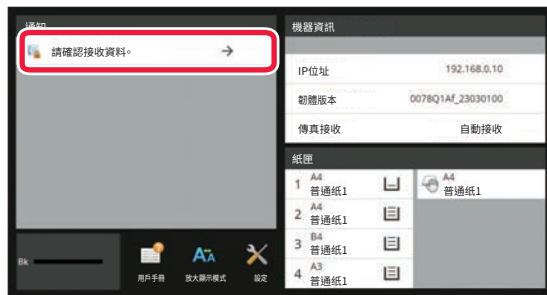 通知
請確認接收資料。
機器資訊
IP位址 192.168.0.10
韌體版本 0078Q1Af_23030100
傳真接收 自動接收
紙匣
1 A4
普通紙1
A4
普通紙1
2 A4
普通紙1
3 B4
普通紙1
4 A3
普通紙1
Bk
用戶手冊 放大顯示模式 設定
AA